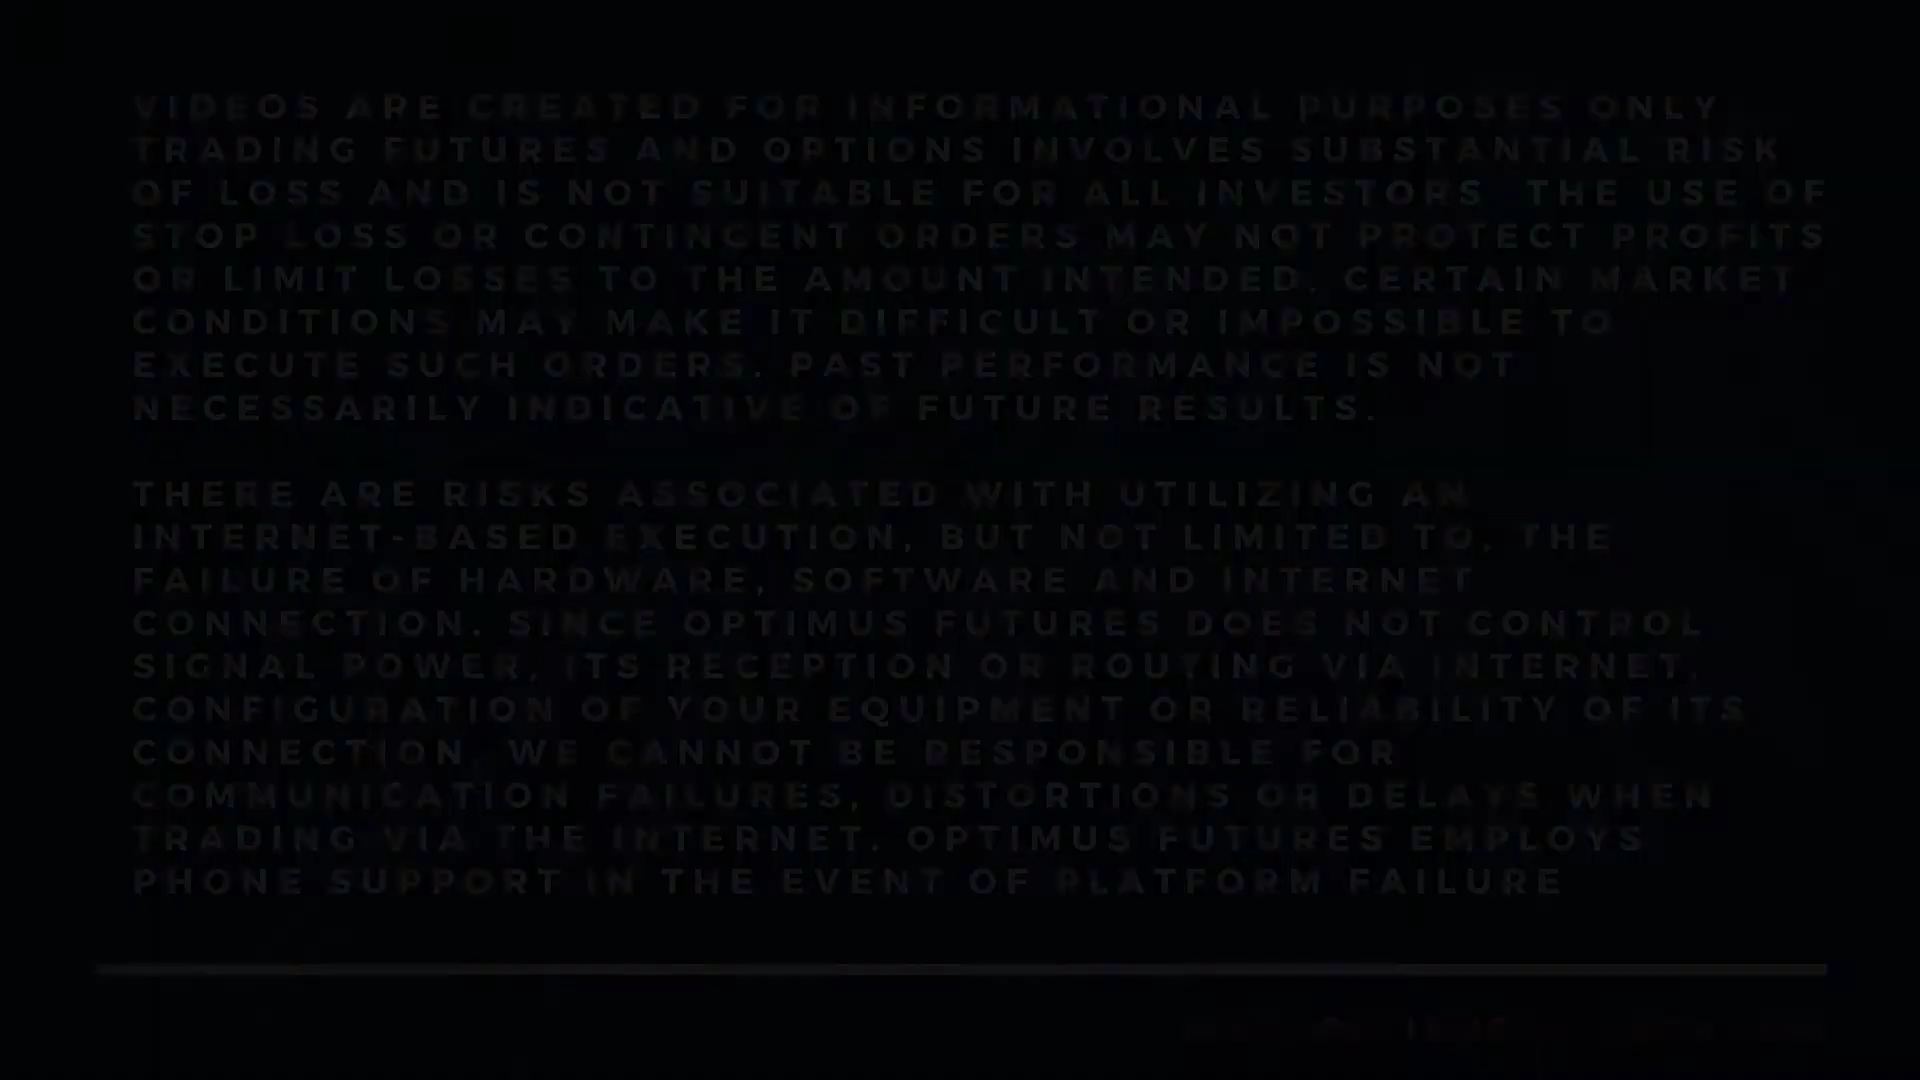 VIDEOS ARE CREATED FOR INFORMATIONAL PURPOSES ONLY
TRADING FUTURES AND OPTIONS INVOLVES SUBSTANTIAL RISK
OF LOSS AND IS NOT SUITABLE FOR ALL INVESTORS THE USE OF
STOP LOSS OR CONTINGENT ORDERS MAY NOT PROTECT PROFITS
OR LIMIT LOSSES TO THE AMOUNT INTENDED. CERTAIN MARKET
CONDITIONS MAY MAKE IT DIFFICULT OR IMPOSSIBLE TO
EXECUTE SUCH ORDERS. PAST PERFORMANCE IS NOT
NECESSARILY INDICATIVE OF FUTURE RESULTS.
THERE ARE RISKS ASSOCIATED WITH UTILIZING AN
INTERNET-BASED EXECUTION, BUT NOT LIMITED TO, THE
FAILURE OF HARDWARE, SOFTWARE AND INTERNET
CONNECTION. SINCE OPTIMUS FUTURES DOES NOT CONTROL
SIGNAL POWER, ITS RECEPTION OR ROUTING VIA INTERNET,
CONFIGURATION OF YOUR EQUIPMENT OR RELIABILITY OF ITS
CONNECTION, WE CANNOT BE RESPONSIBLE FOR
COMMUNICATION FAILURES, DISTORTIONS OR DELAYS WHEN
TRADING VIA THE INTERNET. OPTIMUS FUTURES EMPLOYS
PHONE SUPPORT IN THE EVENT OF PLATFORM FAILURE